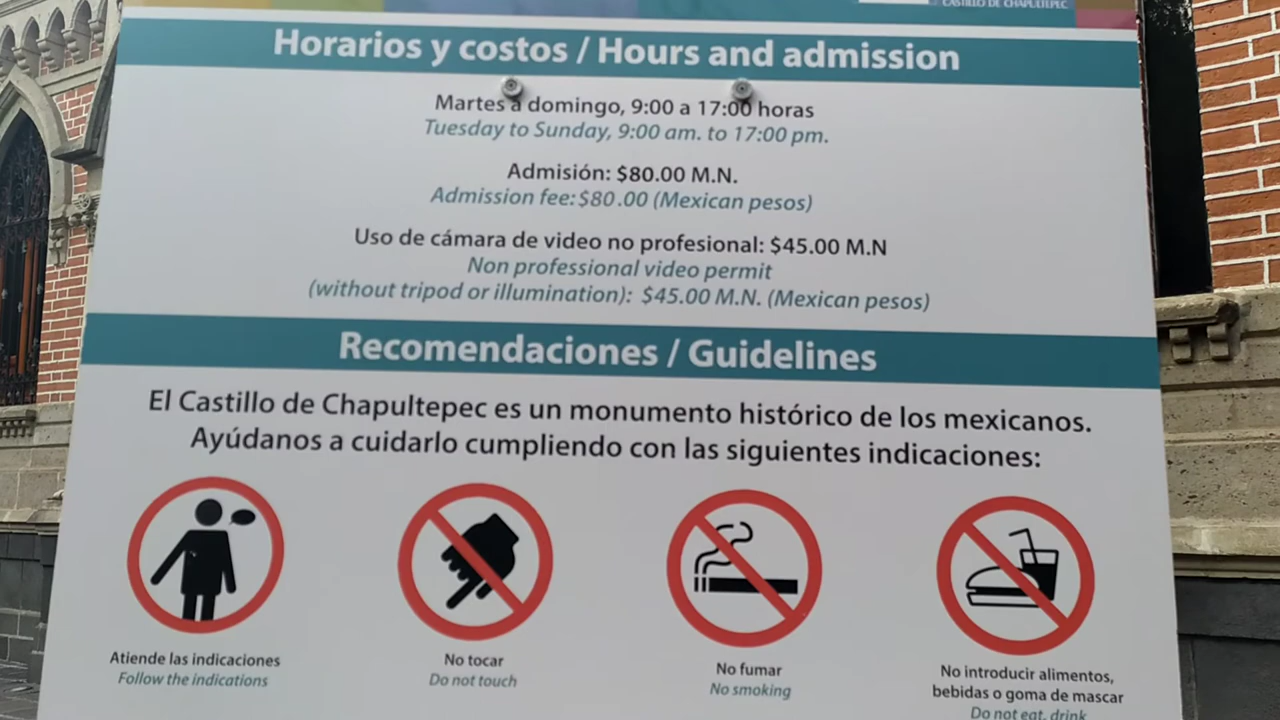 CASTILLO DE CHAPULTEPEC
Horarios y costos / Hours and admission
Martes a domingo, 9:00 a 17:00 horas
Tuesday to Sunday, 9:00 am. to 17:00 pm.
Admisión: $80.00 M.N.
Admission fee: $80.00 (Mexican pesos)
Uso de cámara de video no profesional: $45.00 M.N
Non professional video permit
(without tripod or illumination): $45.00 M.N. (Mexican pesos)
Recomendaciones / Guidelines
El Castillo de Chapultepec es un monumento histórico de los mexicanos.
Ayúdanos a cuidarlo cumpliendo con las siguientes indicaciones:
Atiende las indicaciones
Follow the indications
No tocar
Do not touch
No fumar
No smoking
No introducir alimentos,
bebidas o goma de mascar
Do not eat, drink